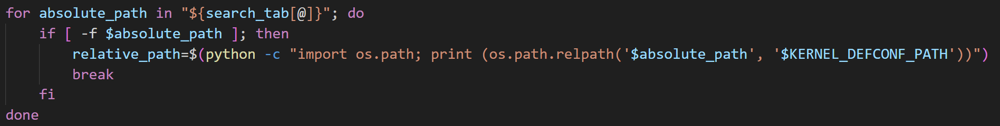 for absolute_path in "${search_tab[@]}"; do
    if [ -f $absolute_path ]; then
        relative_path=$(python -c "import os.path; print (os.path.relpath('$absolute_path', '$KERNEL_DEFCONF_PATH'))")
        break
    fi
done